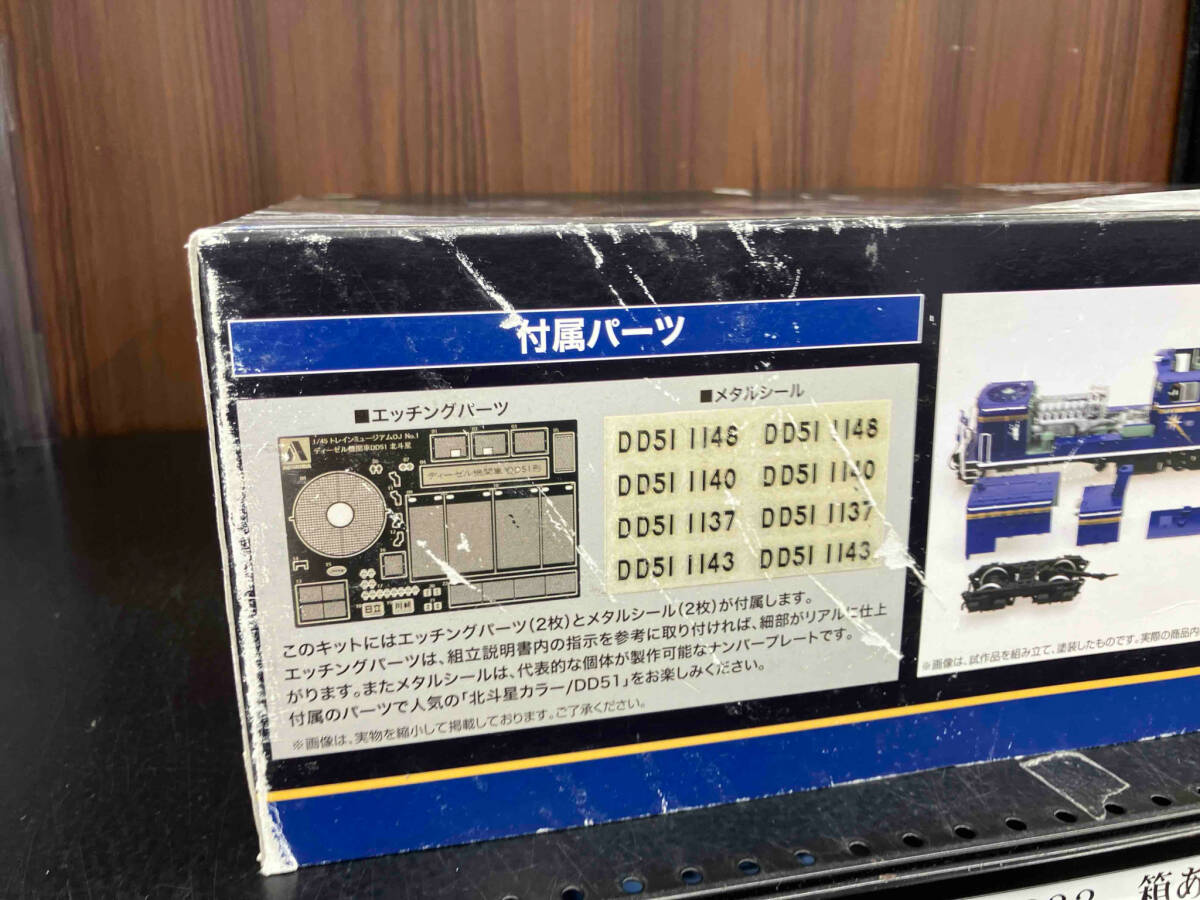 付属パーツ
■エッチングパーツ
1/45 トレインミュージアムOJ No.1
ディーゼル機関車DD51 北斗星
ディーゼル機関車DD51形
日立
川崎
■メタルシール
DD51 1148 DD51 1148
DD51 1140 DD51 1140
DD51 1137 DD51 1137
DD51 1143 DD51 1143
このキットにはエッチングパーツ(2枚)とメタルシール(2枚)が付属します。
エッチングパーツは、組立説明書内の指示を参考に取り付ければ、細部がリアルに仕上
がります。またメタルシールは、代表的な個体が製作可能なナンバープレートです。
付属のパーツで人気の「北斗星カラー/DD51」をお楽しみください。
※画像は、実物を縮小して掲載しております。ご了承ください。
※画像は、試作品を組み立て、塗装したものです。実際の商品内
箱あ